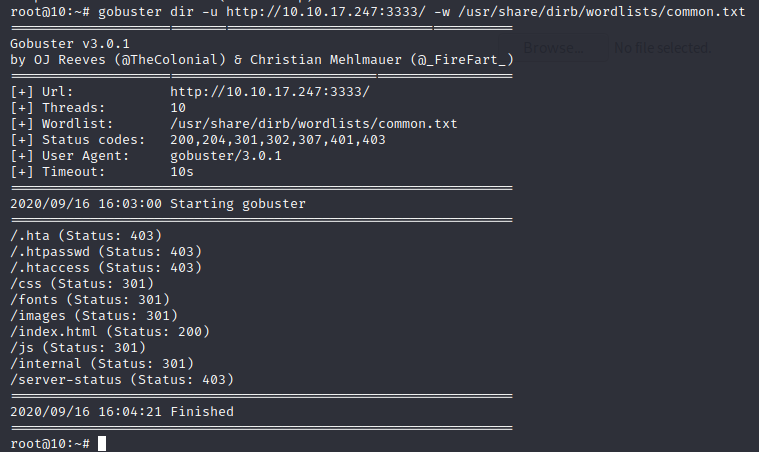 root@10:~# gobuster dir -u http://10.10.17.247:3333/ -w /usr/share/dirb/wordlists/common.txt
===============================================================
Gobuster v3.0.1
by OJ Reeves (@TheColonial) & Christian Mehlmauer (@_FireFart_)
Browse... No file selected.
===============================================================
[+] Url:            http://10.10.17.247:3333/
[+] Threads:        10
[+] Wordlist:       /usr/share/dirb/wordlists/common.txt
[+] Status codes:   200,204,301,302,307,401,403
[+] User Agent:     gobuster/3.0.1
[+] Timeout:        10s
===============================================================
2020/09/16 16:03:00 Starting gobuster
===============================================================
/.hta (Status: 403)
/.htpasswd (Status: 403)
/.htaccess (Status: 403)
/css (Status: 301)
/fonts (Status: 301)
/images (Status: 301)
/index.html (Status: 200)
/js (Status: 301)
/internal (Status: 301)
/server-status (Status: 403)
===============================================================
2020/09/16 16:04:21 Finished
===============================================================
root@10:~#